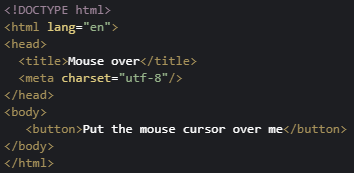 <!DOCTYPE html>
<html lang="en">
<head>
  <title>Mouse over</title>
  <meta charset="utf-8"/>
</head>
<body>
   <button>Put the mouse cursor over me</button>
</body>
</html>